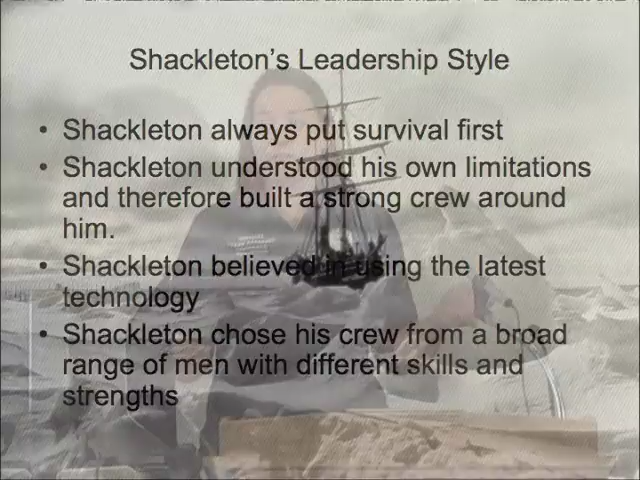 Shackleton’s Leadership Style
• Shackleton always put survival first
• Shackleton understood his own limitations
and therefore built a strong crew around
him.
• Shackleton believed in using the latest
technology
• Shackleton chose his crew from a broad
range of men with different skills and
strengths